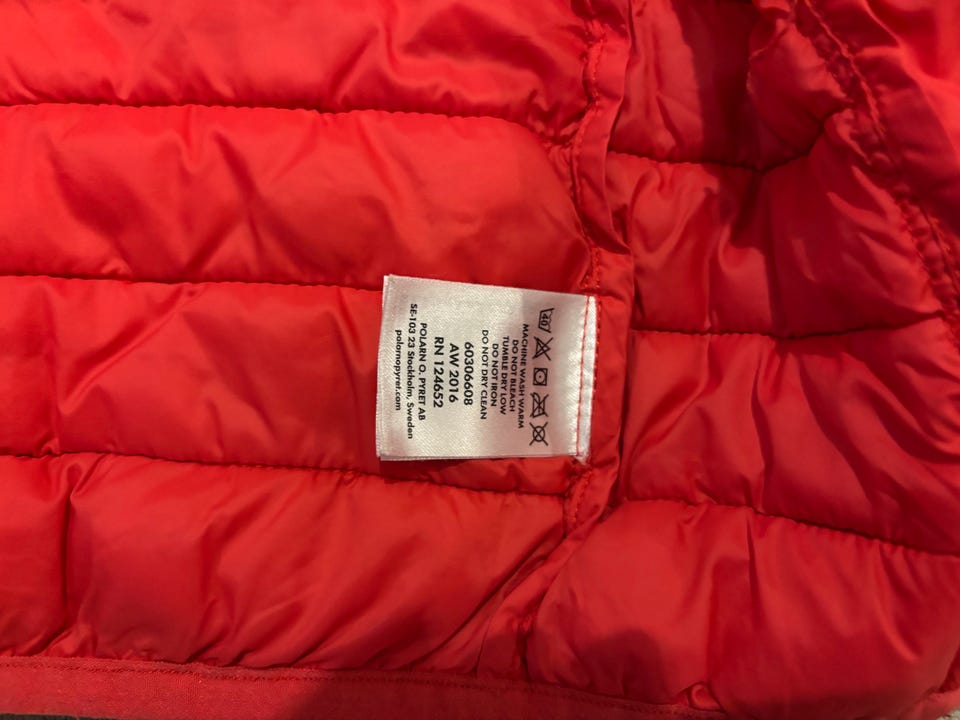 40
MACHINE WASH WARM
DO NOT BLEACH
TUMBLE DRY LOW
DO NOT IRON
DO NOT DRY CLEAN
60306608
AW 2016
RN 124652
POLARN O. PYRET AB
SE-103 23 Stockholm, Sweden
polarnopyret.com